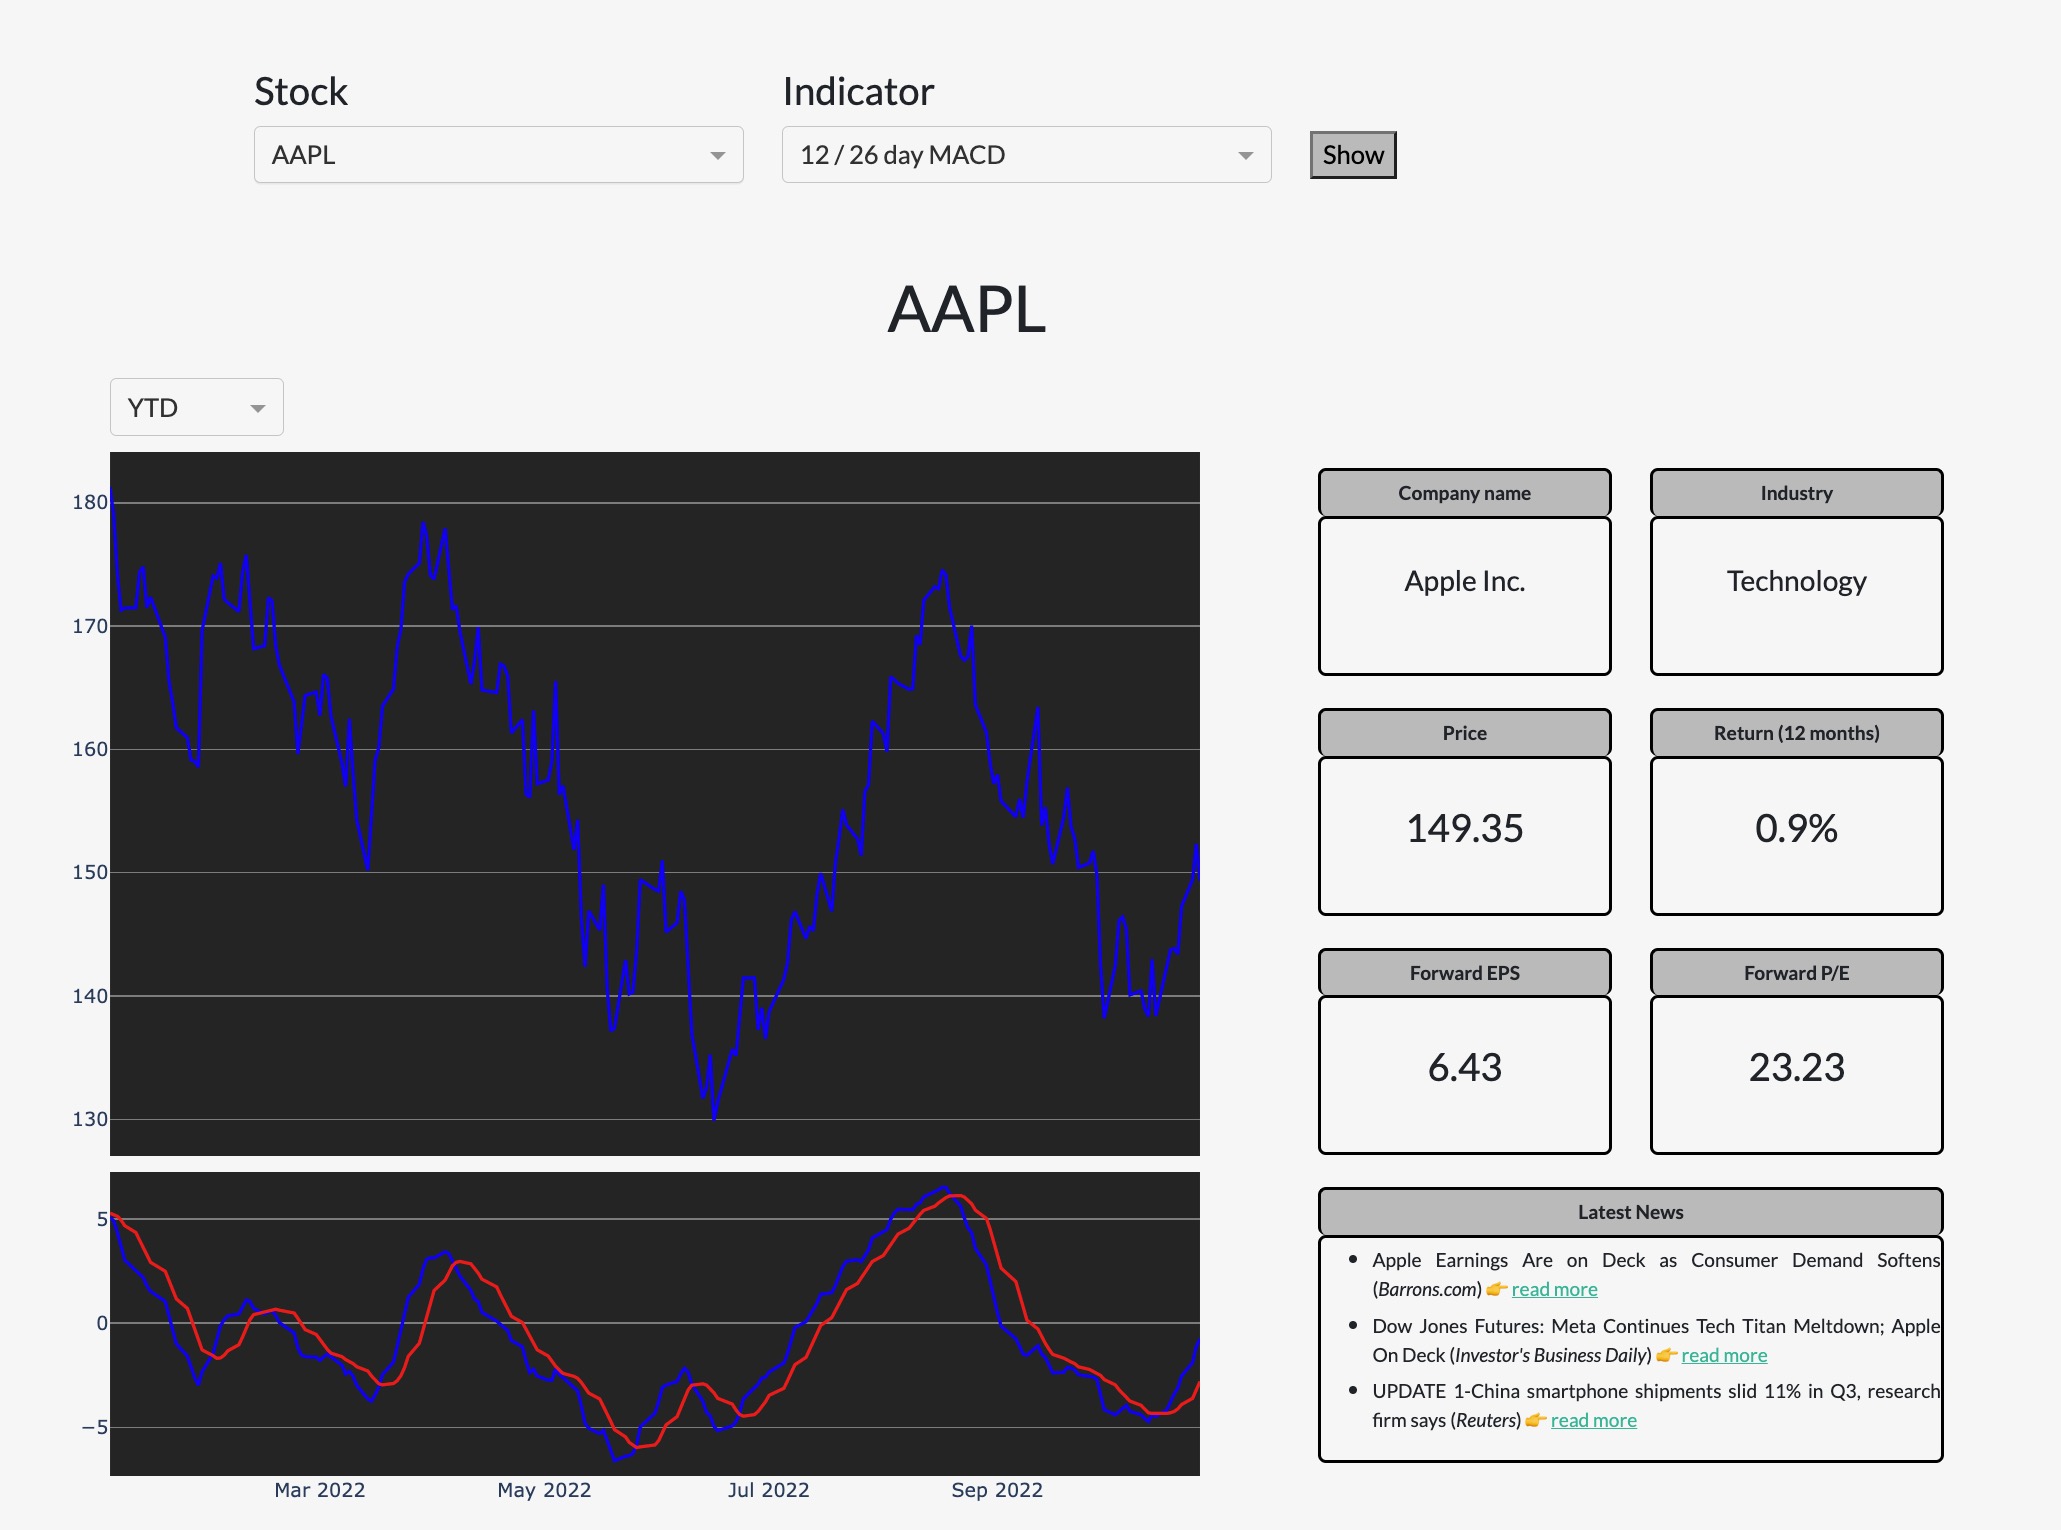 Stock
Indicator
AAPL
12 / 26 day MACD
Show
AAPL
YTD
180
170
160
150
140
130
5
0
−5
Mar 2022
May 2022
Jul 2022
Sep 2022
Company name
Industry
Apple Inc.
Technology
Price
Return (12 months)
149.35
0.9%
Forward EPS
Forward P/E
6.43
23.23
Latest News
• Apple Earnings Are on Deck as Consumer Demand Softens
(Barrons.com) 👉 read more
• Dow Jones Futures: Meta Continues Tech Titan Meltdown; Apple
On Deck (Investor's Business Daily) 👉 read more
• UPDATE 1-China smartphone shipments slid 11% in Q3, research
firm says (Reuters) 👉 read more